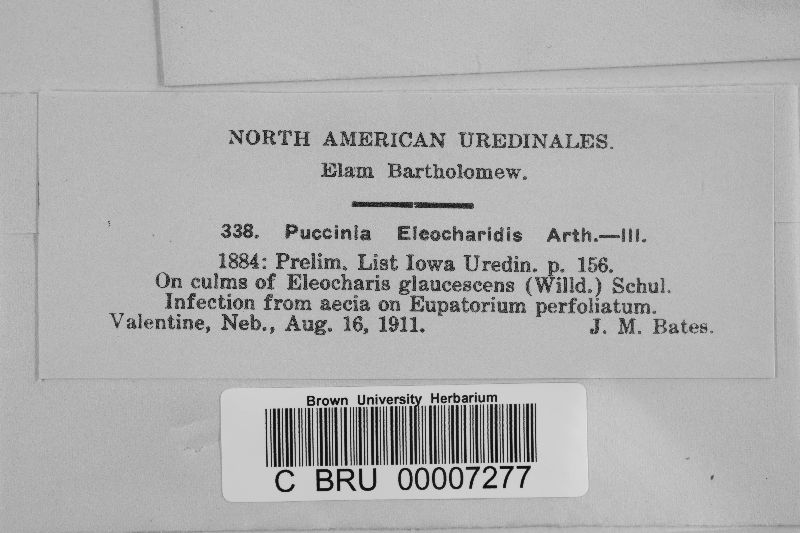 NORTH AMERICAN UREDINALES.
Elam Bartholomew.
338. Puccinia Eleocharidis Arth.—III.
1884: Prelim. List Iowa Uredin. p. 156.
On culms of Eleocharis glaucescens (Willd.) Schul.
Infection from aecia on Eupatorium perfoliatum.
Valentine, Neb., Aug. 16, 1911. J. M. Bates.
Brown University Herbarium
C BRU 00007277